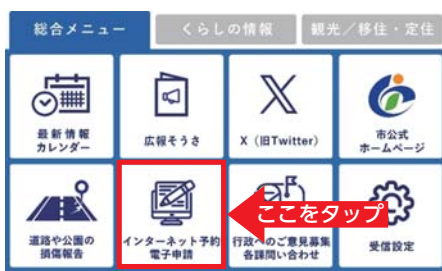 総合メニュー
くらしの情報
観光／移住・定住
最新情報
カレンダー
広報そうさ
X（旧Twitter）
市公式
ホームページ
道路や公園の
損傷報告
インターネット予約
電子申請
ここをタップ
行政へのご意見募集
各課問い合わせ
受信設定